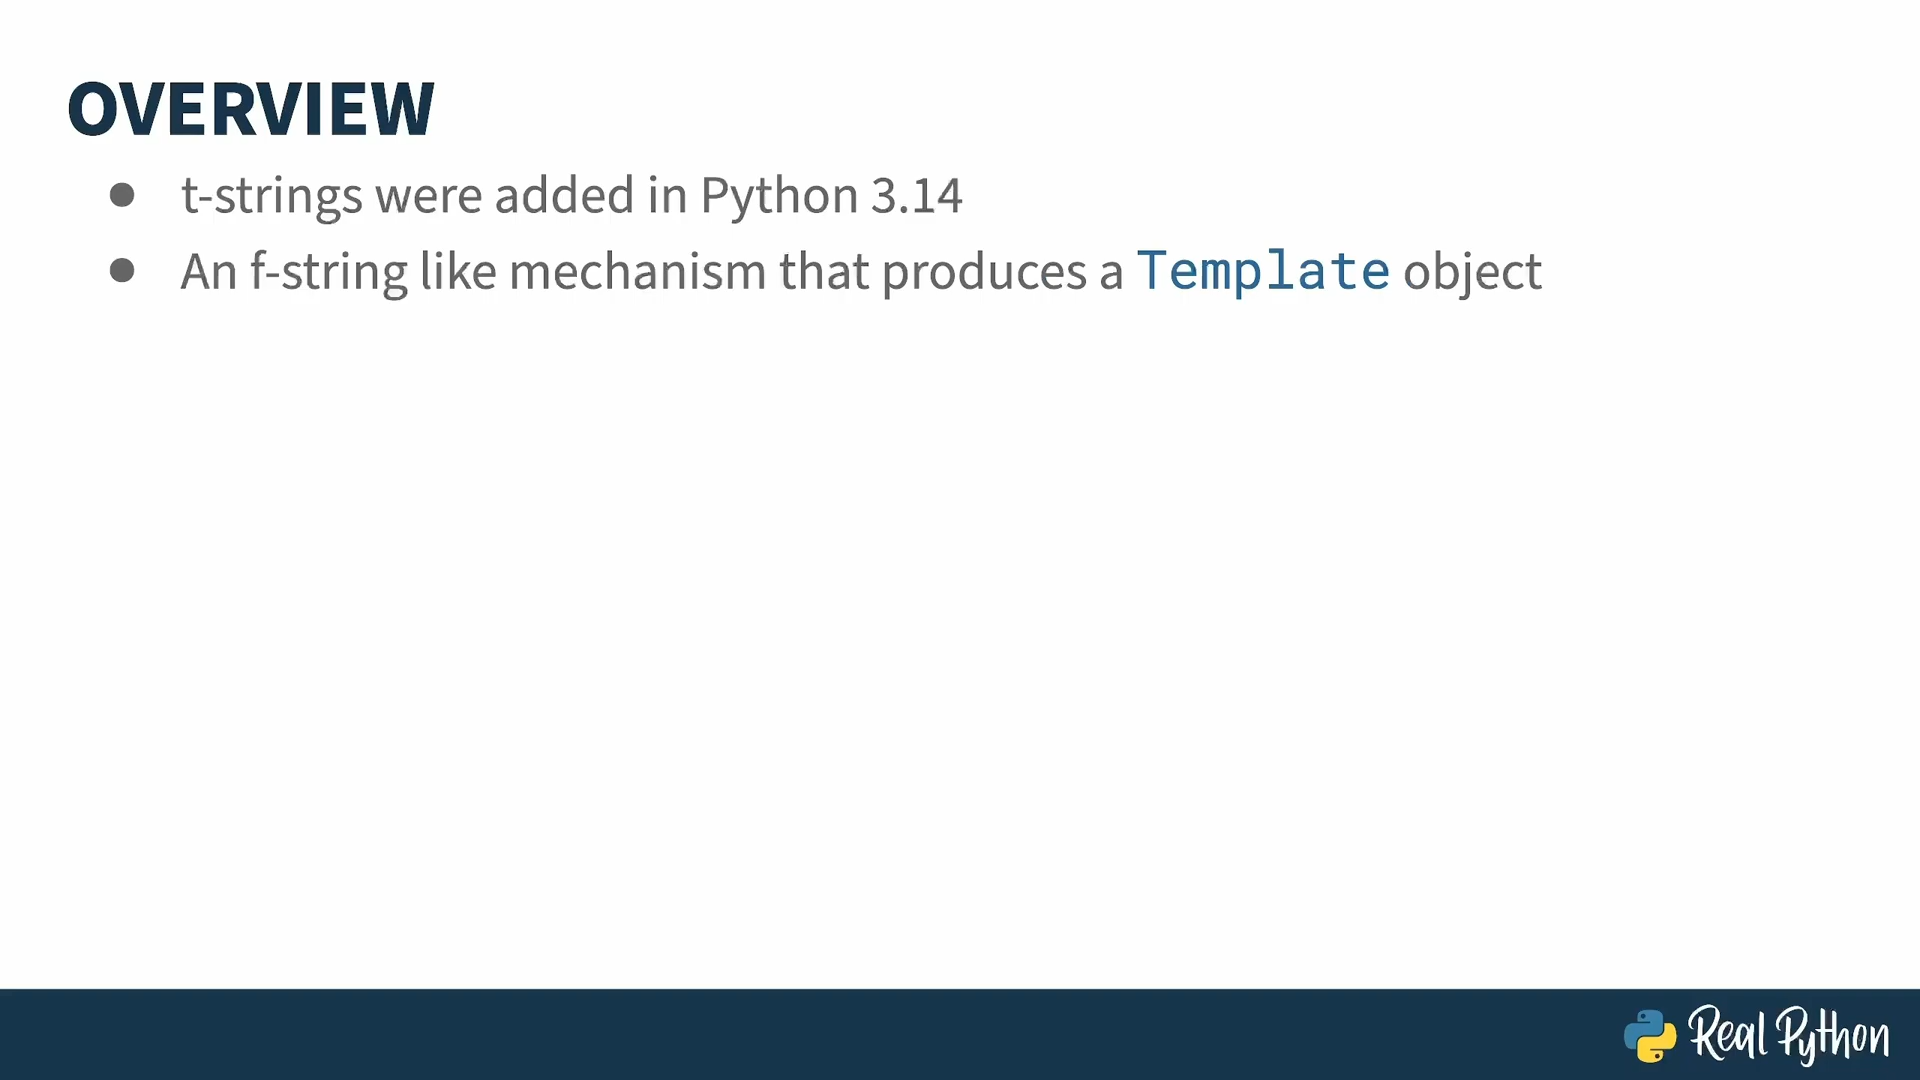 OVERVIEW
● t-strings were added in Python 3.14
● An f-string like mechanism that produces a Template object
Real Python